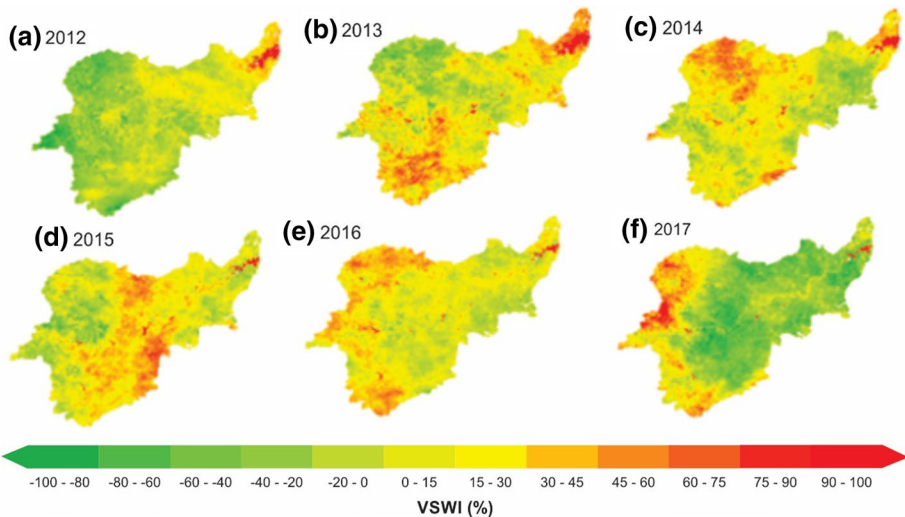 (a) 2012
(b) 2013
(c) 2014
(d) 2015
(e) 2016
(f) 2017
-100 - -80
-80 - -60
-60 - -40
-40 - -20
-20 - 0
0 - 15
15 - 30
30 - 45
45 - 60
60 - 75
75 - 90
90 - 100
VSWI (%)